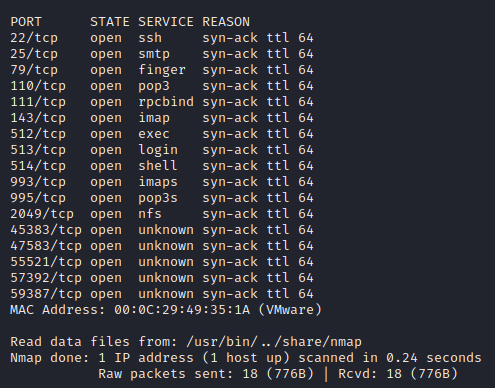 PORT STATE SERVICE REASON
22/tcp open ssh syn-ack ttl 64
25/tcp open smtp syn-ack ttl 64
79/tcp open finger syn-ack ttl 64
110/tcp open pop3 syn-ack ttl 64
111/tcp open rpcbind syn-ack ttl 64
143/tcp open imap syn-ack ttl 64
512/tcp open exec syn-ack ttl 64
513/tcp open login syn-ack ttl 64
514/tcp open shell syn-ack ttl 64
993/tcp open imaps syn-ack ttl 64
995/tcp open pop3s syn-ack ttl 64
2049/tcp open nfs syn-ack ttl 64
45383/tcp open unknown syn-ack ttl 64
47583/tcp open unknown syn-ack ttl 64
55521/tcp open unknown syn-ack ttl 64
57392/tcp open unknown syn-ack ttl 64
59387/tcp open unknown syn-ack ttl 64
MAC Address: 00:0C:29:49:35:1A (VMware)
Read data files from: /usr/bin/../share/nmap
Nmap done: 1 IP address (1 host up) scanned in 0.24 seconds
Raw packets sent: 18 (776B) | Rcvd: 18 (776B)